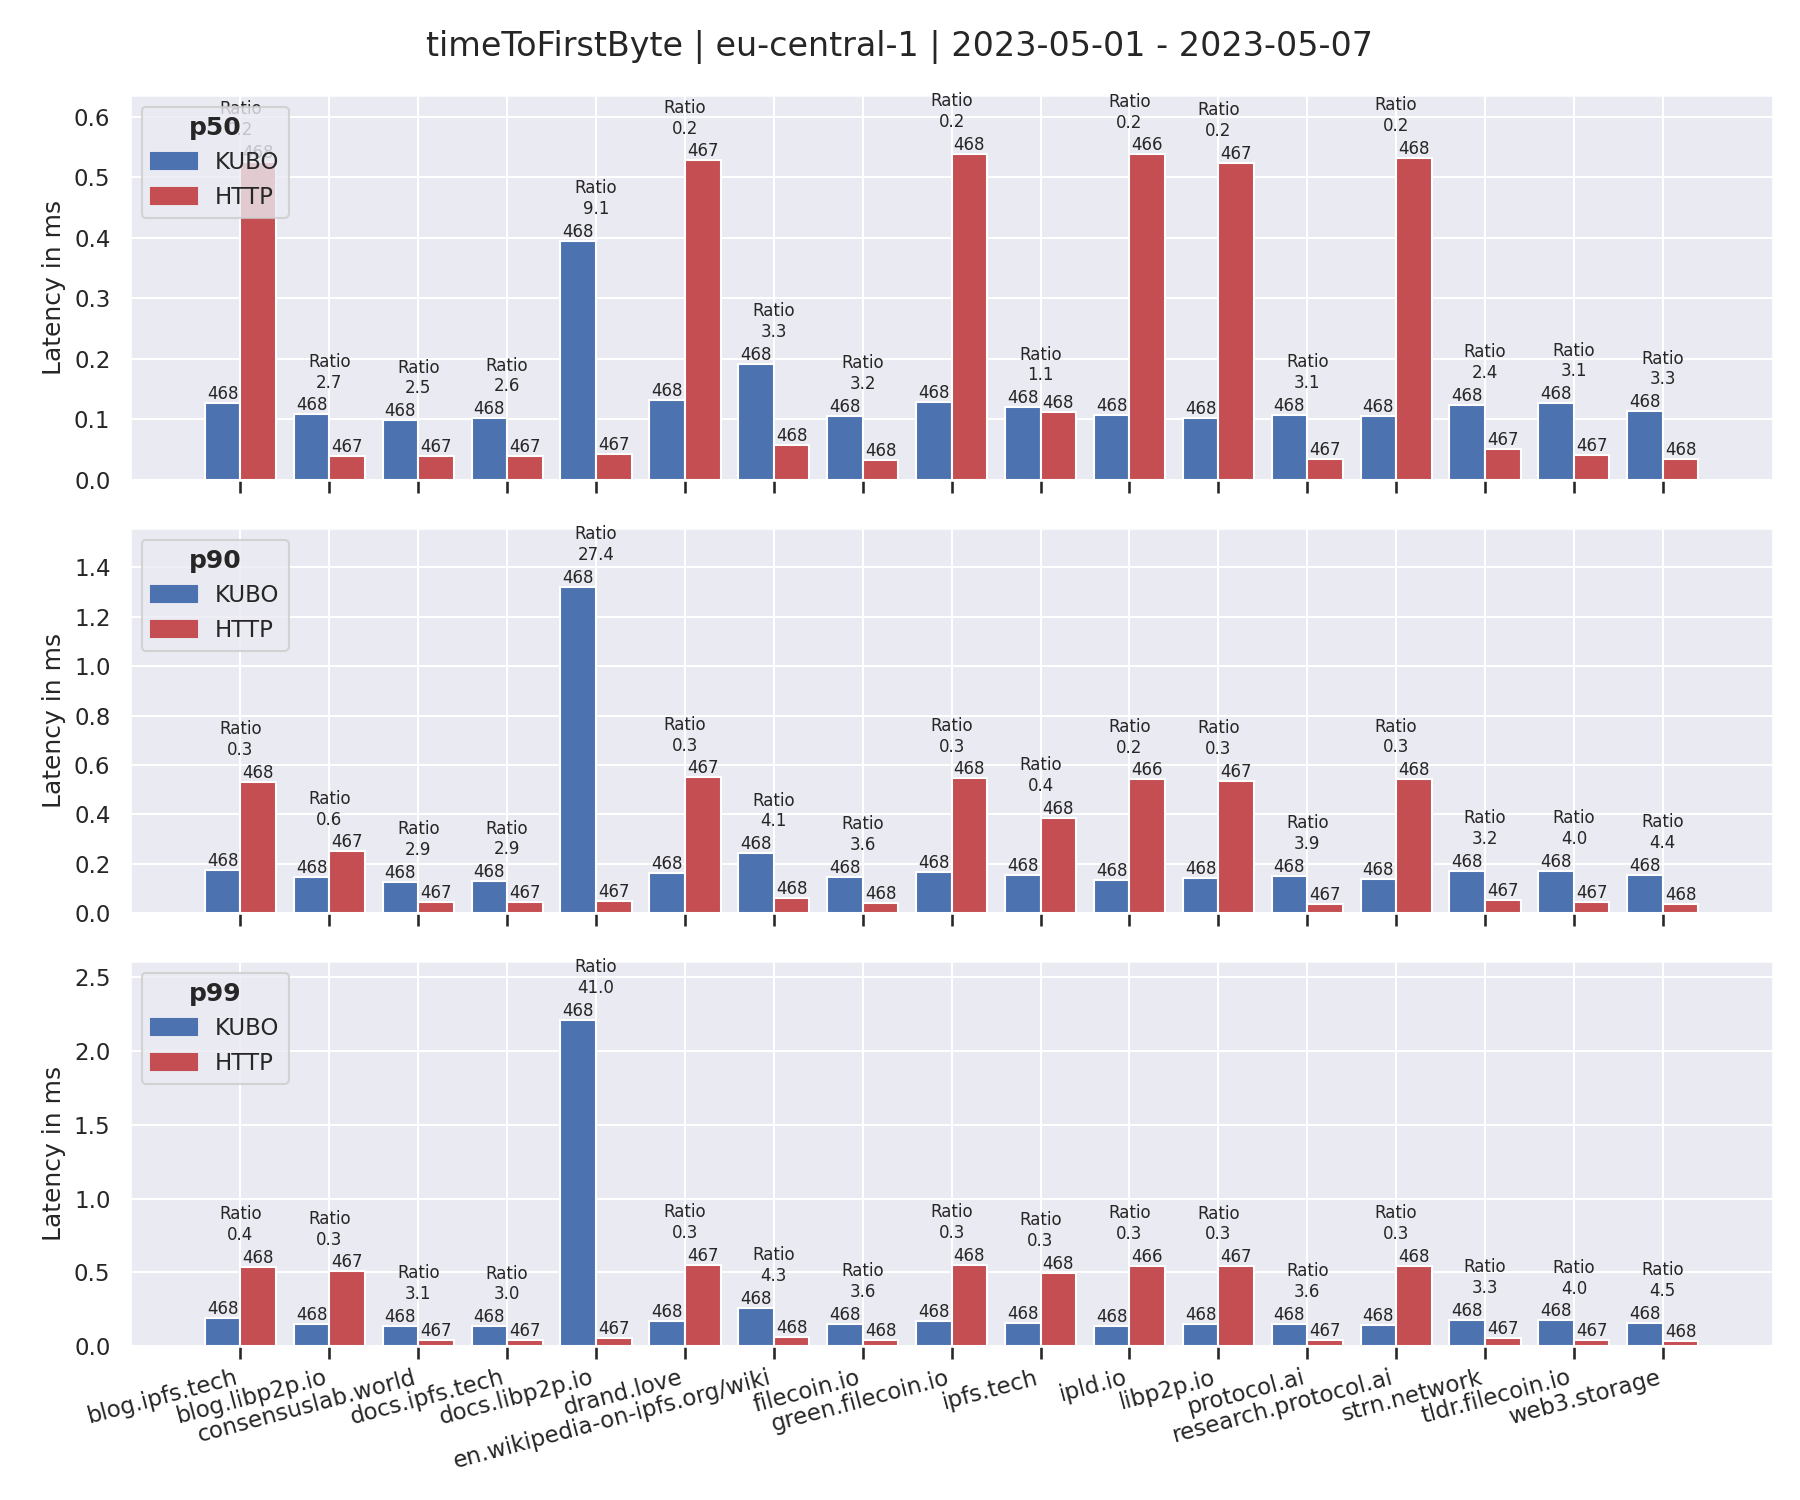 timeToFirstByte | eu-central-1 | 2023-05-01 - 2023-05-07
Latency in ms
0.6
0.5
0.4
0.3
0.2
0.1
0.0
p50
KUBO
HTTP
Ratio
468
468
Ratio
2.7
468
467
Ratio
2.5
468
467
Ratio
2.6
468
467
Ratio
9.1
468
467
Ratio
0.2
467
Ratio
3.3
468
468
Ratio
3.2
468
468
Ratio
0.2
468
468
Ratio
1.1
468
468
Ratio
0.2
468
466
Ratio
0.2
468
467
Ratio
3.1
468
467
Ratio
0.2
468
468
Ratio
2.4
468
467
Ratio
3.1
468
467
Ratio
3.3
468
468
Latency in ms
1.4
1.2
1.0
0.8
0.6
0.4
0.2
0.0
p90
KUBO
HTTP
Ratio
0.3
468
468
Ratio
0.6
468
467
Ratio
2.9
468
467
Ratio
2.9
468
467
Ratio
27.4
468
467
Ratio
0.3
468
467
Ratio
4.1
468
468
Ratio
3.6
468
468
Ratio
0.3
468
468
Ratio
0.4
468
468
Ratio
0.2
468
466
Ratio
0.3
468
467
Ratio
3.9
468
467
Ratio
0.3
468
468
Ratio
3.2
468
467
Ratio
4.0
468
467
Ratio
4.4
468
468
Latency in ms
2.5
2.0
1.5
1.0
0.5
0.0
p99
KUBO
HTTP
Ratio
0.4
468
468
Ratio
0.3
468
467
Ratio
3.1
468
467
Ratio
3.0
468
467
Ratio
41.0
468
467
Ratio
0.3
468
467
Ratio
4.3
468
468
Ratio
3.6
468
468
Ratio
0.3
468
468
Ratio
0.3
468
468
Ratio
0.3
468
466
Ratio
0.3
468
467
Ratio
3.6
468
467
Ratio
0.3
468
468
Ratio
3.3
468
467
Ratio
4.0
468
467
Ratio
4.5
468
468
blog.ipfs.tech
blog.libp2p.io
consensuslab.world
docs.ipfs.tech
docs.libp2p.io
drand.love
en.wikipedia-on-ipfs.org/wiki
filecoin.io
green.filecoin.io
ipfs.tech
ipld.io
libp2p.io
protocol.ai
research.protocol.ai
strn.network
tldr.filecoin.io
web3.storage